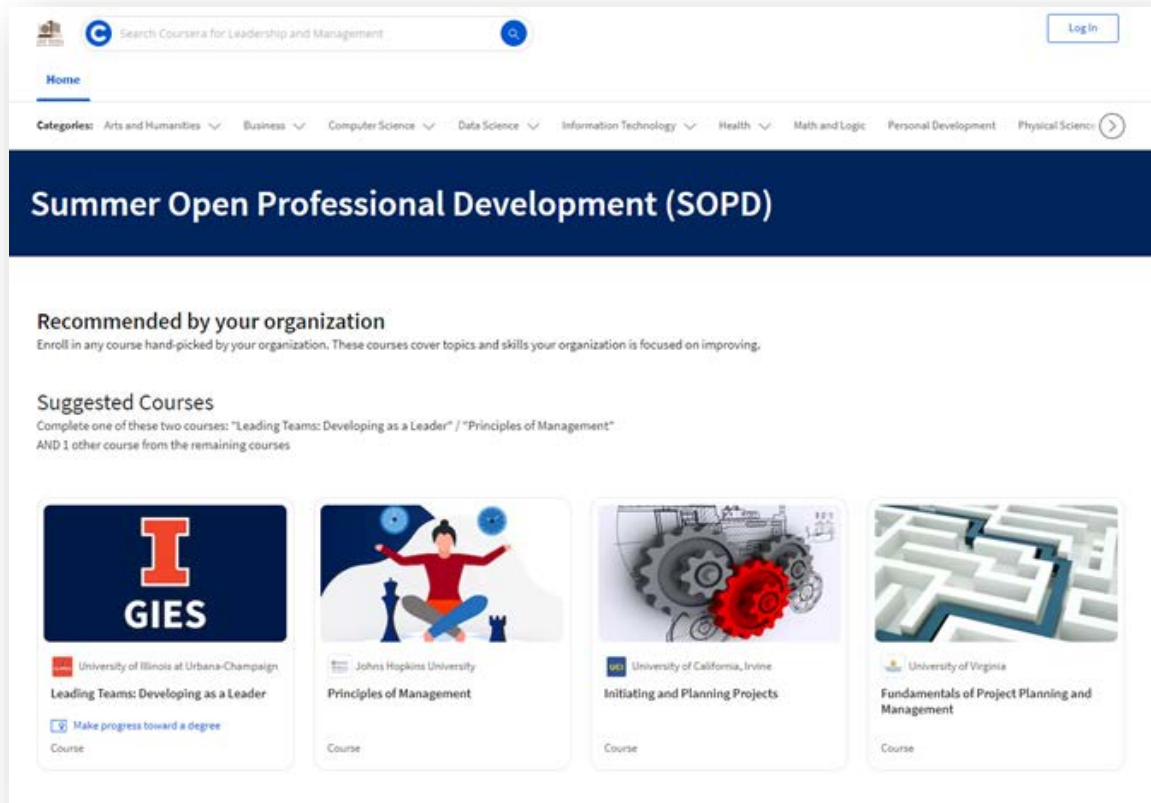 Search Coursera for Leadership and Management
Log In
Home
Categories: Arts and Humanities Business Computer Science Data Science Information Technology Health Math and Logic Personal Development Physical Science
Summer Open Professional Development (SOPD)
Recommended by your organization
Enroll in any course hand-picked by your organization. These courses cover topics and skills your organization is focused on improving.
Suggested Courses
Complete one of these two courses: "Leading Teams: Developing as a Leader" / "Principles of Management"
AND 1 other course from the remaining courses
I
GIES
University of Illinois at Urbana-Champaign
Leading Teams: Developing as a Leader
Make progress toward a degree
Course
Johns Hopkins University
Principles of Management
Course
UCI University of California, Irvine
Initiating and Planning Projects
Course
University of Virginia
Fundamentals of Project Planning and
Management
Course